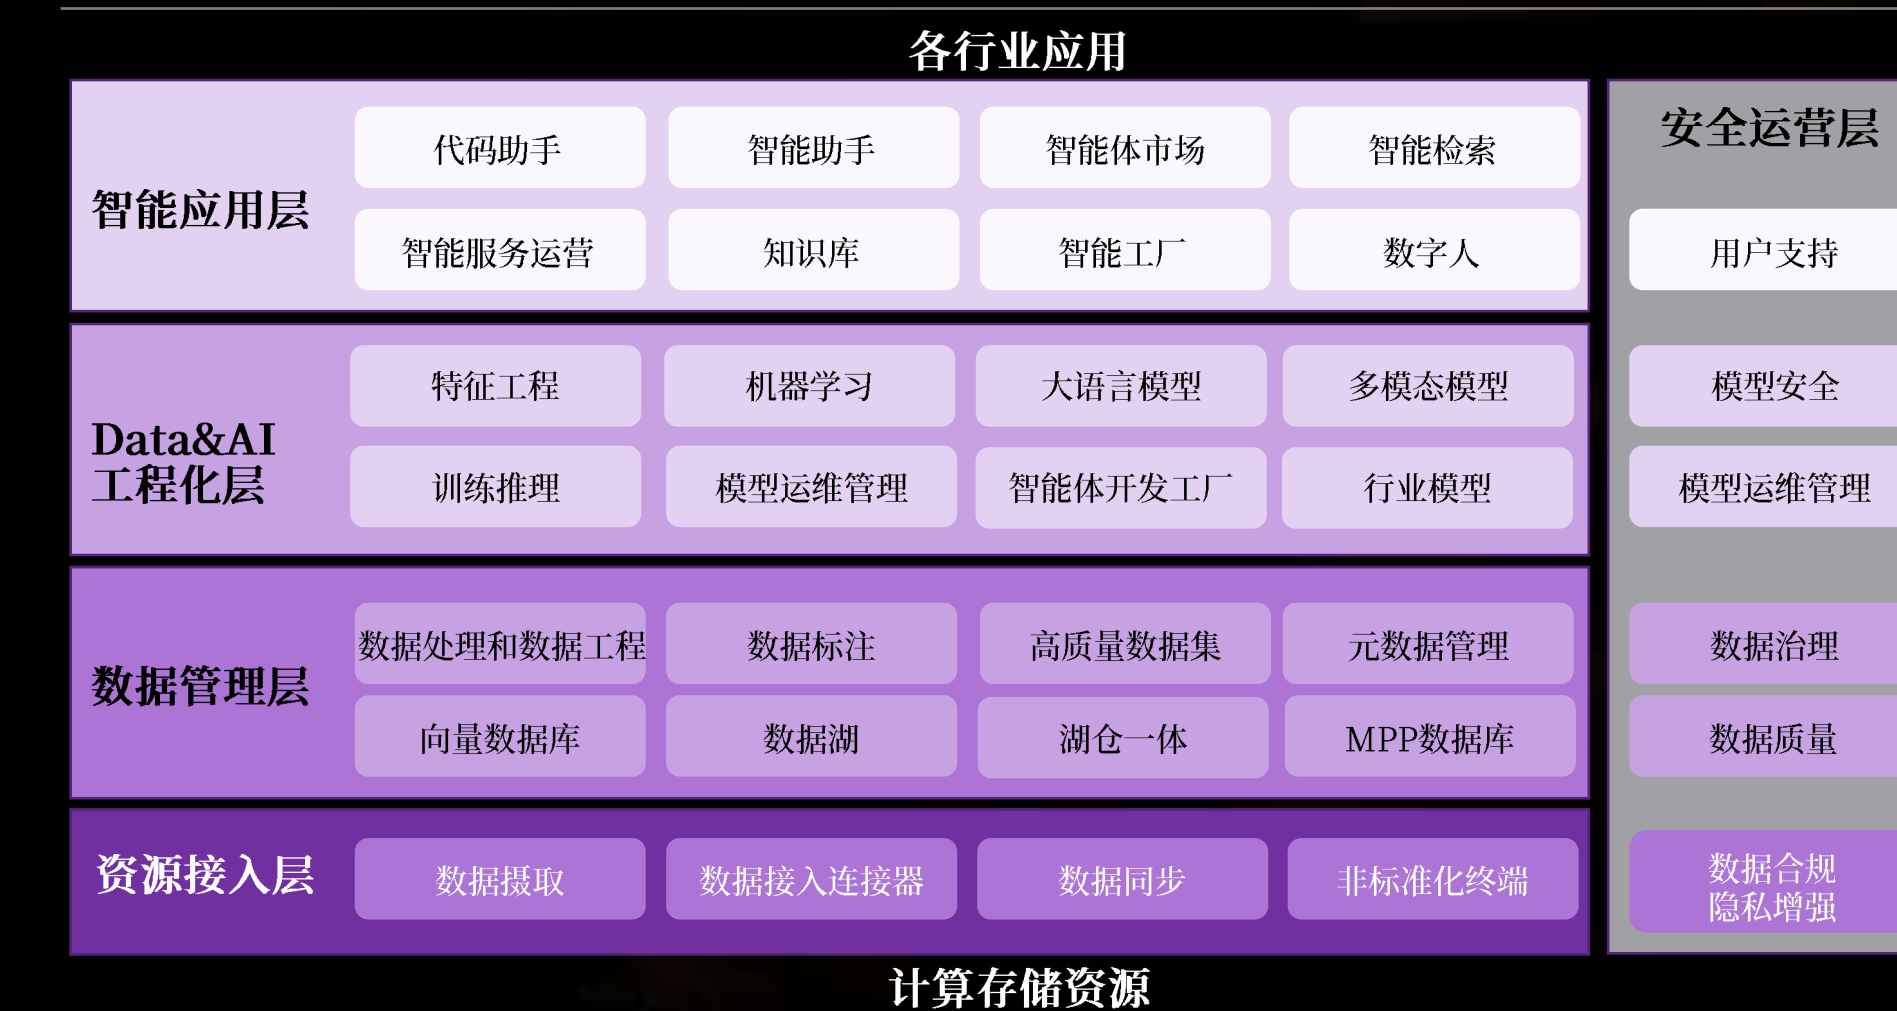 各行业应用
智能应用层
代码助手
智能助手
智能体市场
智能检索
智能服务运营
知识库
智能工厂
数字人
Data&AI
工程化层
特征工程
机器学习
大语言模型
多模态模型
训练推理
模型运维管理
智能体开发工厂
行业模型
数据管理层
数据处理和数据工程
数据标注
高质量数据集
元数据管理
向量数据库
数据湖
湖仓一体
MPP数据库
资源接入层
数据摄取
数据接入连接器
数据同步
非标准化终端
安全运营层
用户支持
模型安全
模型运维管理
数据治理
数据质量
数据合规
隐私增强
计算存储资源